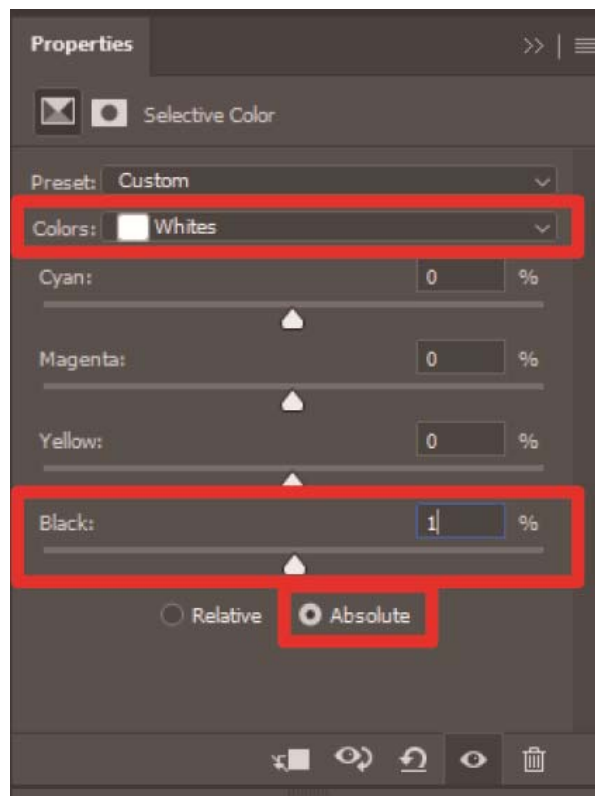 Properties
Selective Color
Preset: Custom
Colors: Whites
Cyan: 0 %
Magenta: 0 %
Yellow: 0 %
Black: 1 %
Relative Absolute